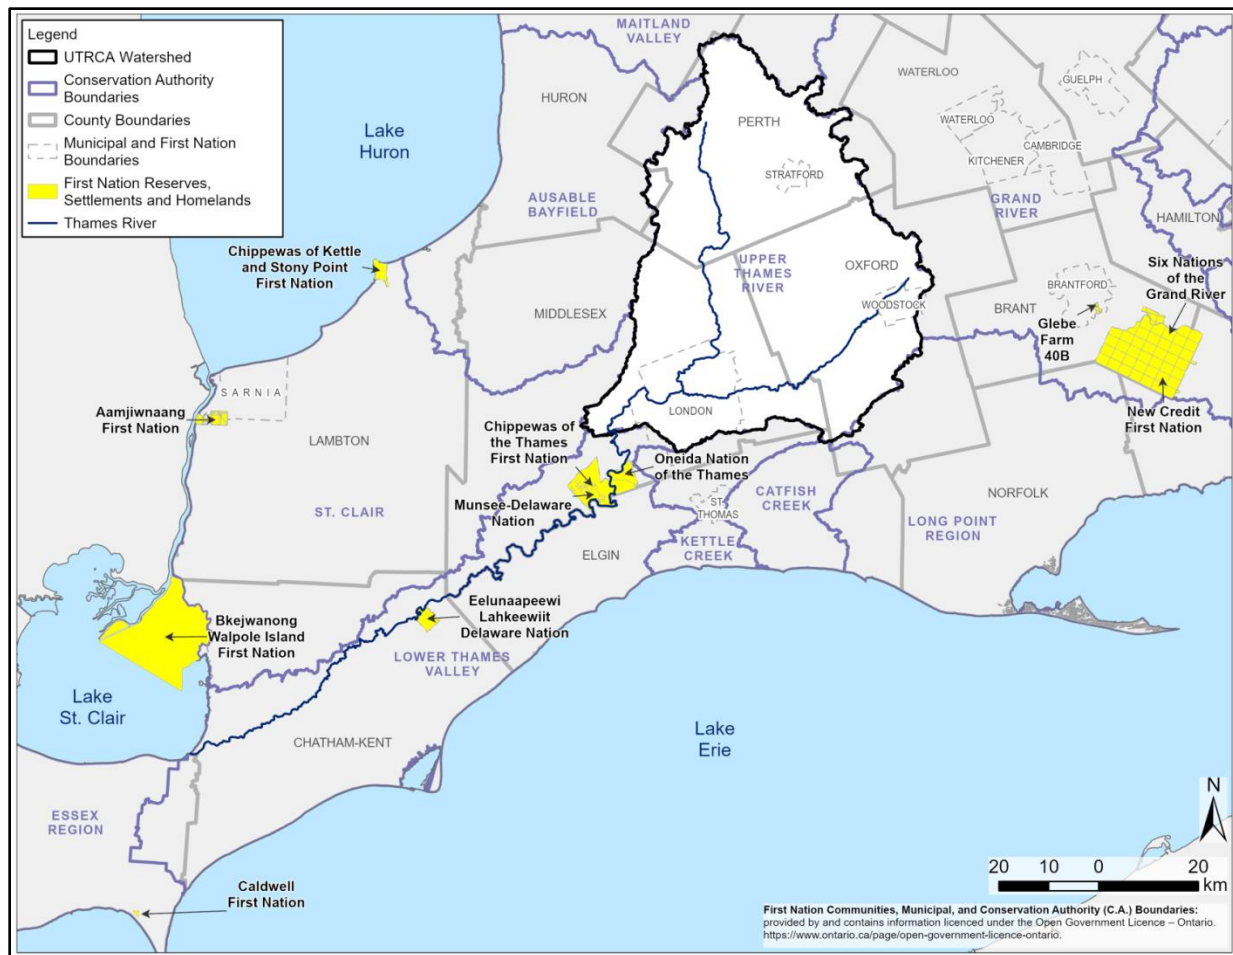 Legend
UTRCA Watershed
Conservation Authority
Boundaries
County Boundaries
Municipal and First Nation
Boundaries
First Nation Reserves,
Settlements and Homelands
Thames River
MAITLAND
VALLEY
HURON
Lake
Huron
PERTH
STRATFORD
WATERLOO
GUELPH
WATERLOO
CAMBRIDGE
KITCHENER
GRAND
RIVER
HAMILTON
AUSABLE
BAYFIELD
Chippewas of Kettle
and Stony Point
First Nation
UPPER
THAMES
RIVER
OXFORD
WOODSTOCK
Six Nations
of the
Grand River
BRANTFORD
BRANT
Glebe
Farm
40B
MIDDLESEX
SARNIA
Aamjiwnaang
First Nation
LAMBTON
LONDON
New Credit
First Nation
Chippewas of
the Thames
First Nation
Oneida Nation
of the Thames
Munsee-Delaware
Nation
ST. CLAIR
ST
THOMAS
CATFISH
CREEK
KETTLE
CREEK
NORFOLK
LONG POINT
REGION
ELGIN
Bkejwanong
Walpole Island
First Nation
Eelunaapeewi
Lahkeewiit
Delaware Nation
LOWER THAMES
VALLEY
Lake
St. Clair
CHATHAM-KENT
Lake
Erie
ESSEX
REGION
Caldwell
First Nation
N
20 10 0 20
km
First Nation Communities, Municipal, and Conservation Authority (C.A.) Boundaries:
provided by and contains information licenced under the Open Government Licence – Ontario.
https://www.ontario.ca/page/open-government-licence-ontario.